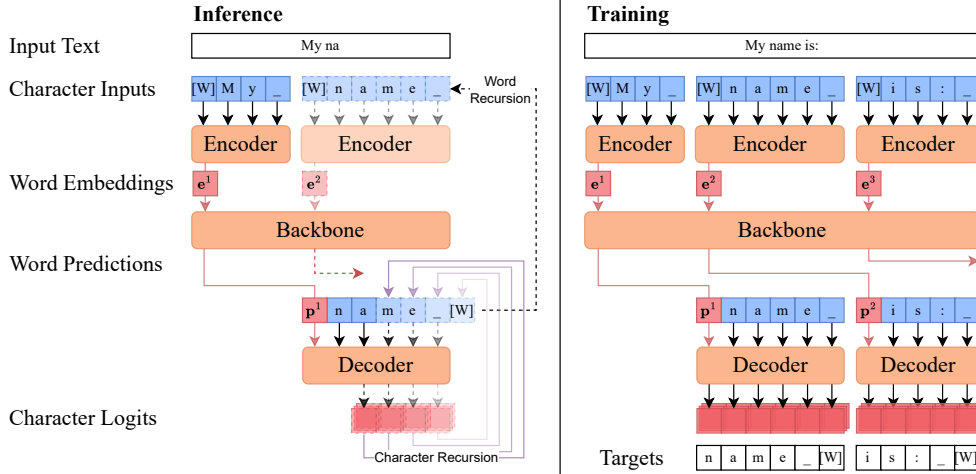 Inference Training
Input Text My na My name is:
Character Inputs [W] M y _ [W] n a m e _ Word Recursion [W] M y _ [W] n a m e _ [W] i s : _
Encoder Encoder Encoder Encoder Encoder
Word Embeddings e1 e2 e1 e2 e3
Backbone Backbone
Word Predictions
p1 n a m e _ [W] p1 n a m e _ p2 i s : _
Decoder Decoder Decoder
Character Logits
Character Recursion
Targets n a m e _ [W] i s : _ [W]